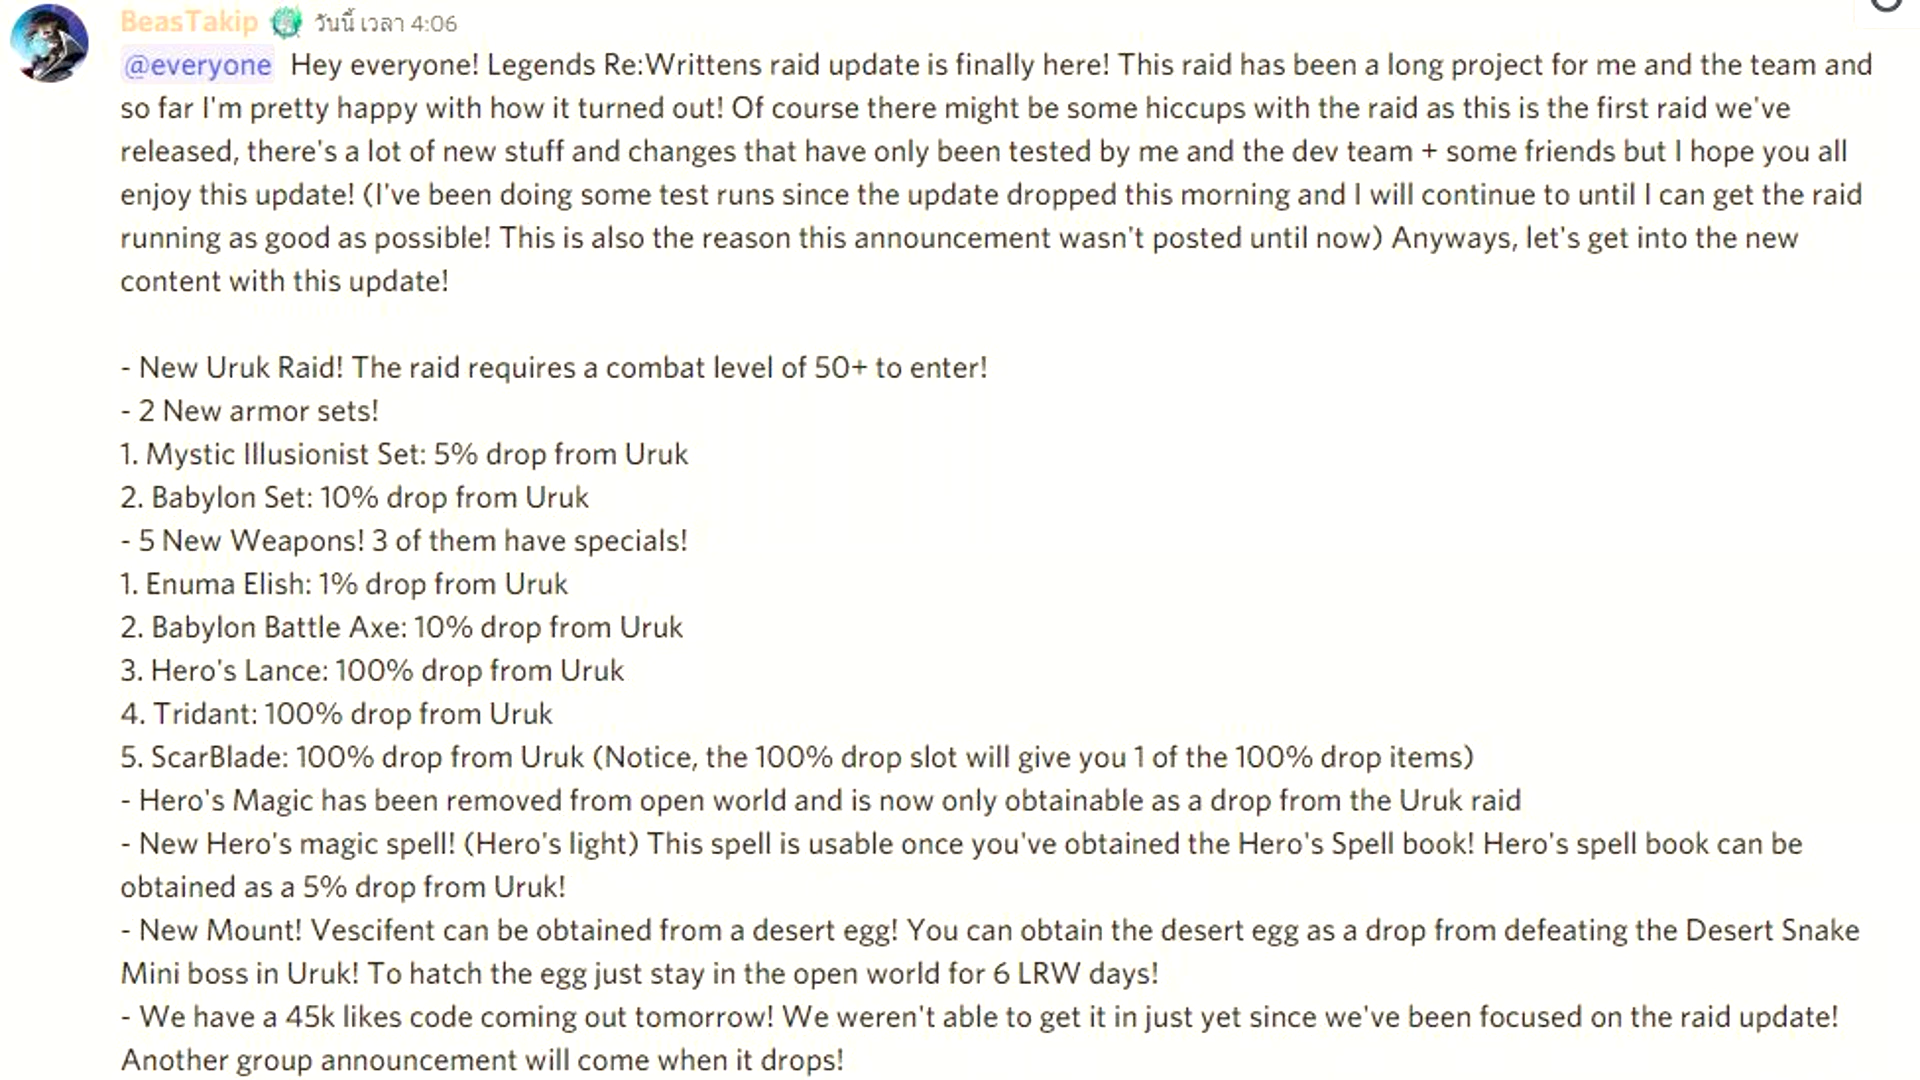 BeasTakip วันนี้ เวลา 4:06
@everyone Hey everyone! Legends Re:Writtens raid update is finally here! This raid has been a long project for me and the team and
so far I'm pretty happy with how it turned out! Of course there might be some hiccups with the raid as this is the first raid we've
released, there's a lot of new stuff and changes that have only been tested by me and the dev team + some friends but I hope you all
enjoy this update! (I've been doing some test runs since the update dropped this morning and I will continue to until I can get the raid
running as good as possible! This is also the reason this announcement wasn't posted until now) Anyways, let's get into the new
content with this update!
- New Uruk Raid! The raid requires a combat level of 50+ to enter!
- 2 New armor sets!
1. Mystic Illusionist Set: 5% drop from Uruk
2. Babylon Set: 10% drop from Uruk
- 5 New Weapons! 3 of them have specials!
1. Enuma Elish: 1% drop from Uruk
2. Babylon Battle Axe: 10% drop from Uruk
3. Hero's Lance: 100% drop from Uruk
4. Tridant: 100% drop from Uruk
5. ScarBlade: 100% drop from Uruk (Notice, the 100% drop slot will give you 1 of the 100% drop items)
- Hero's Magic has been removed from open world and is now only obtainable as a drop from the Uruk raid
- New Hero's magic spell! (Hero's light) This spell is usable once you've obtained the Hero's Spell book! Hero's spell book can be
obtained as a 5% drop from Uruk!
- New Mount! Vescifent can be obtained from a desert egg! You can obtain the desert egg as a drop from defeating the Desert Snake
Mini boss in Uruk! To hatch the egg just stay in the open world for 6 LRW days!
- We have a 45k likes code coming out tomorrow! We weren't able to get it in just yet since we've been focused on the raid update!
Another group announcement will come when it drops!